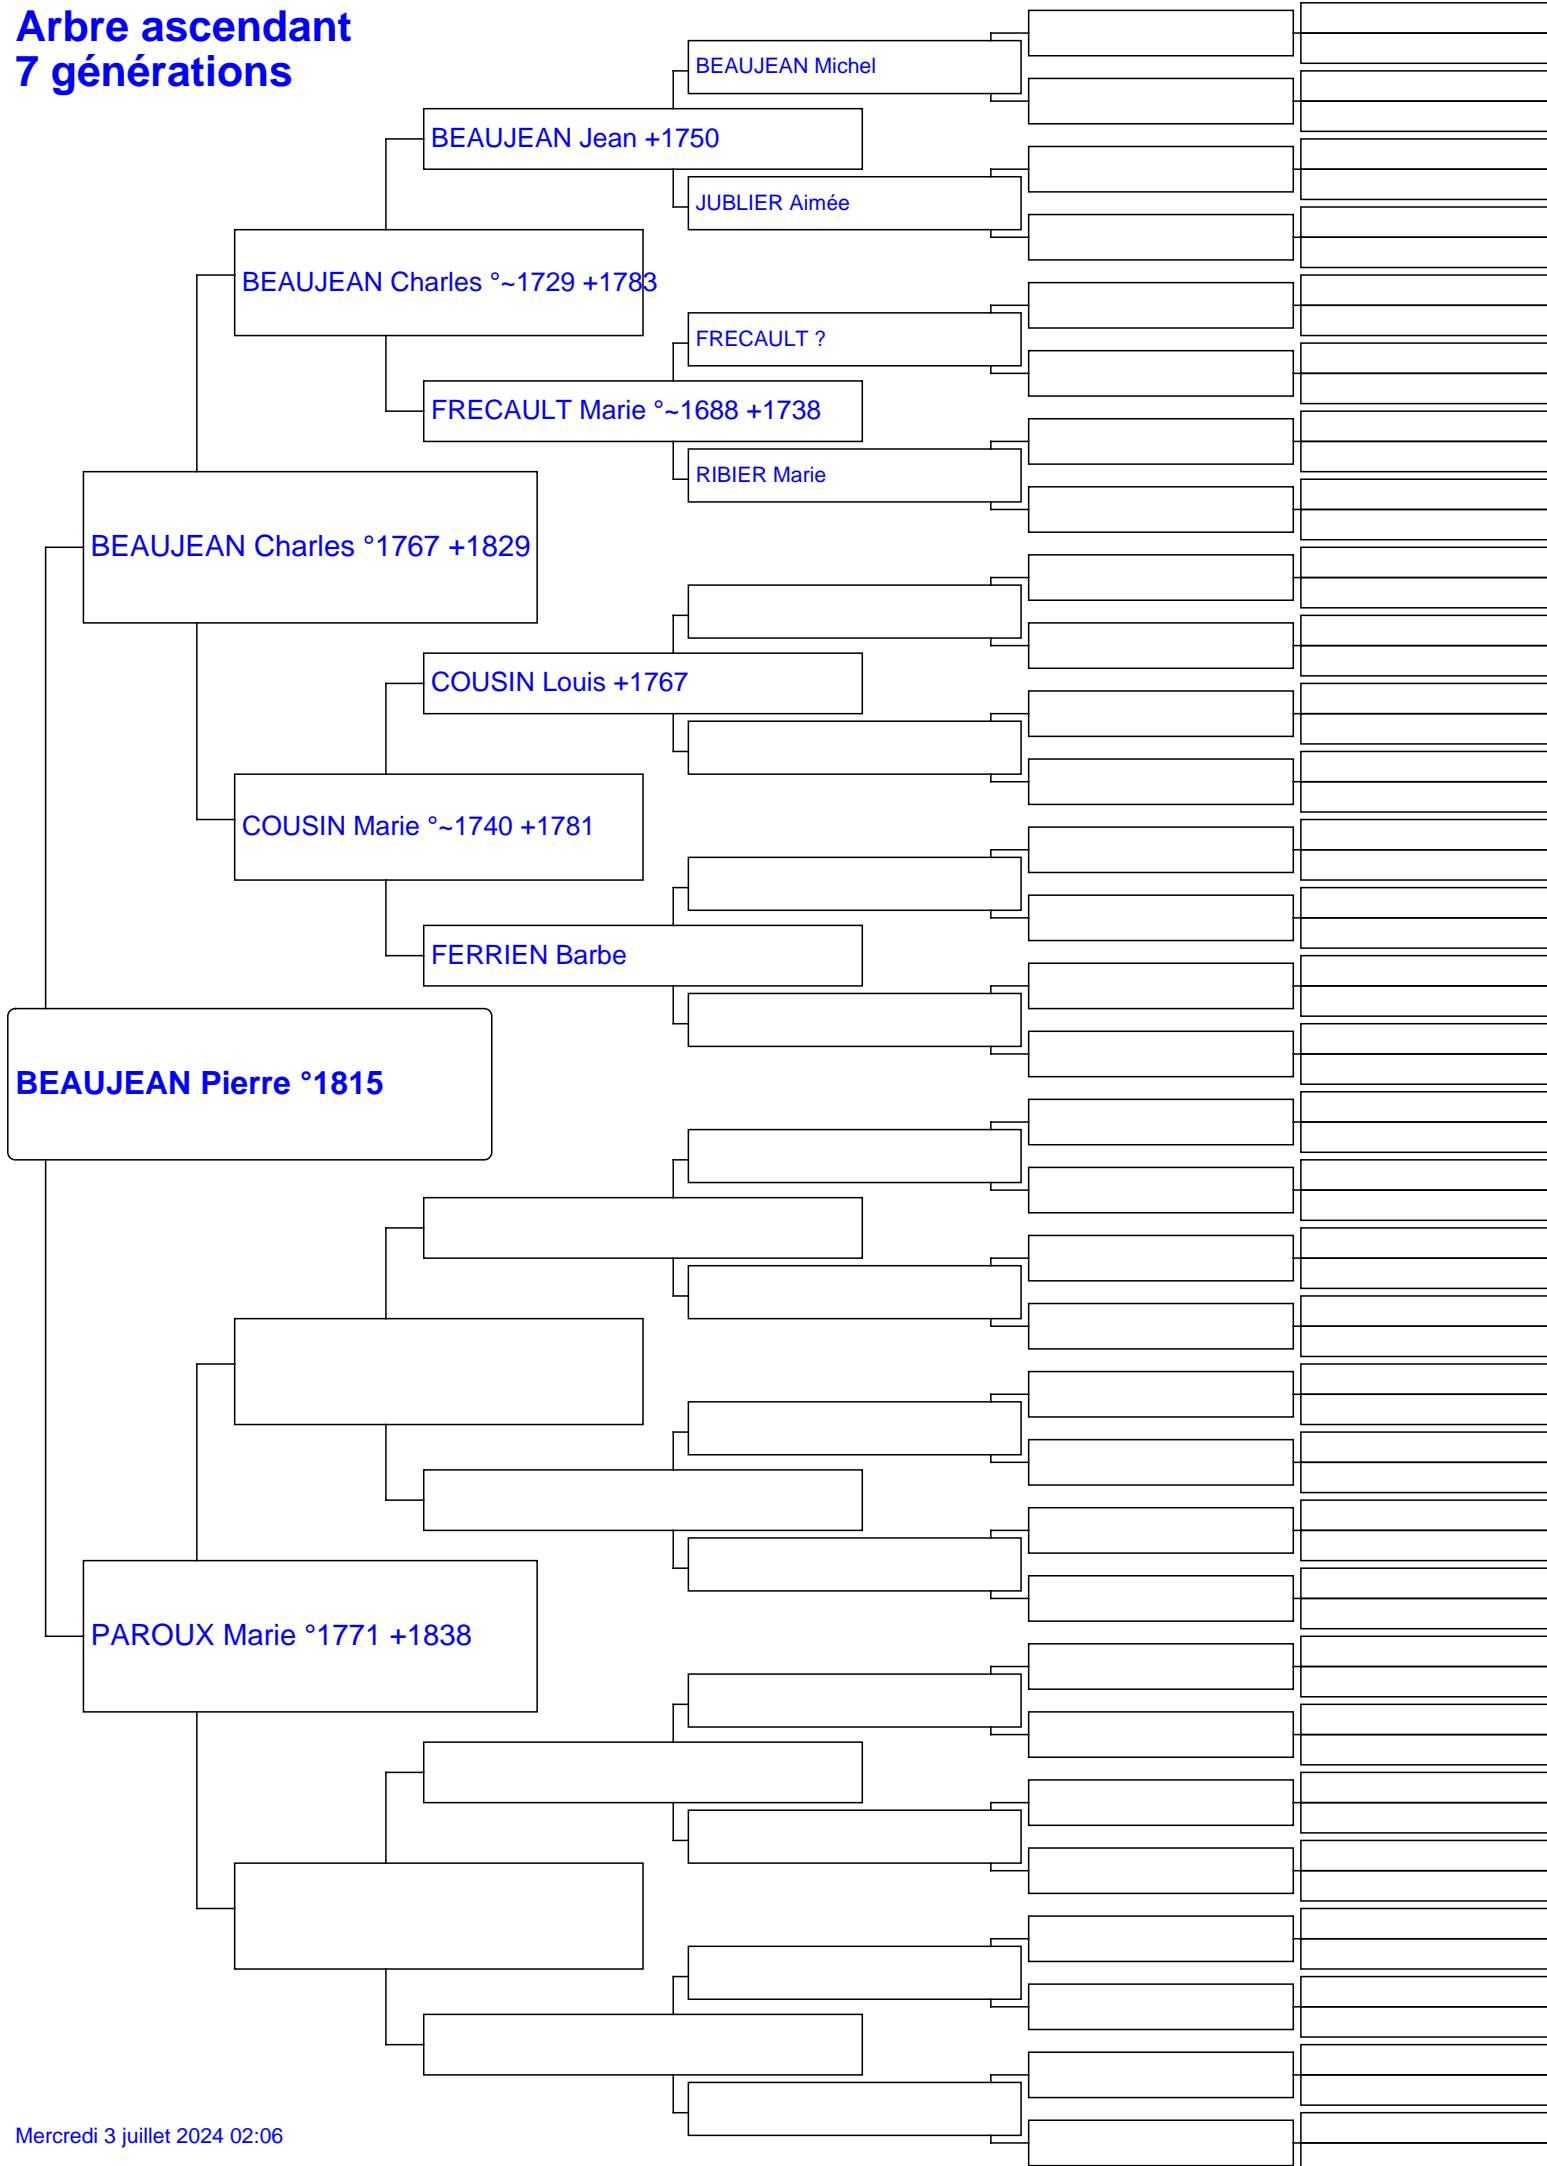 Arbre ascendant
7 générations
BEAUJEAN Michel
BEAUJEAN Jean +1750
JUBLIER Aimée
BEAUJEAN Charles °~1729 +1783
FRECAULT ?
FRECAULT Marie °~1688 +1738
RIBIER Marie
BEAUJEAN Charles °1767 +1829
COUSIN Louis +1767
COUSIN Marie °~1740 +1781
FERRIEN Barbe
BEAUJEAN Pierre °1815
PAROUX Marie °1771 +1838
Mercredi 3 juillet 2024 02:06